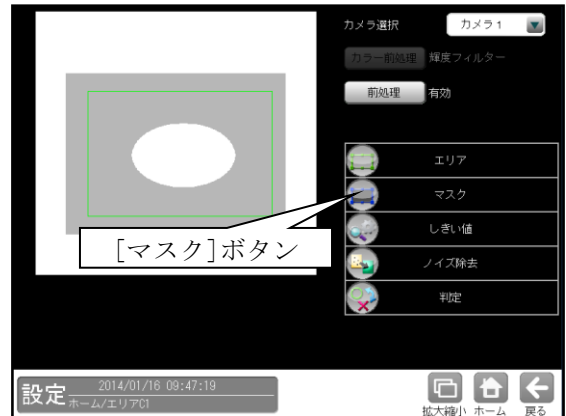 カメラ選択
カメラ1
カラー前処理
輝度フィルター
前処理
有効
エリア
マスク
[マスク]ボタン
しきい値
ノイズ除去
判定
設定
2014/01/16 09:47:19
ホーム/エリアC1
拡大縮小
ホーム
戻る